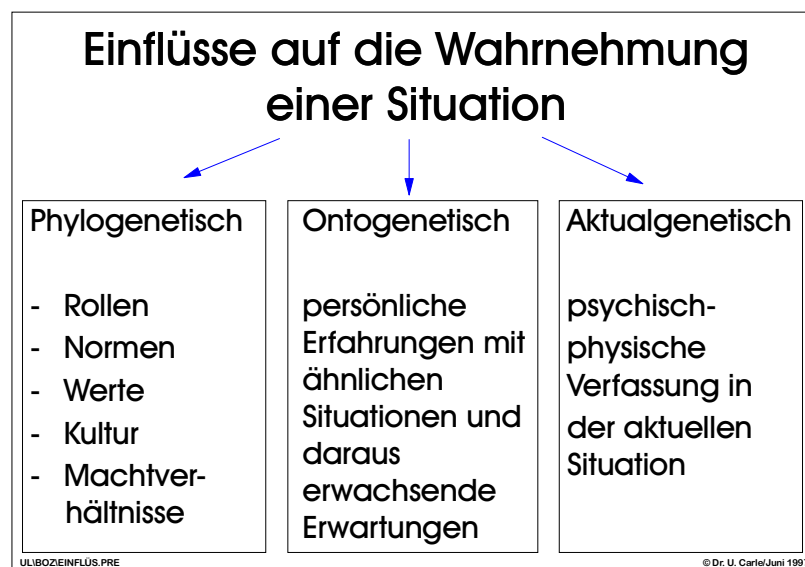 Einflüsse auf die Wahrnehmung
einer Situation
Phylogenetisch
- Rollen
- Normen
- Werte
- Kultur
- Machtver-
hältnisse
Ontogenetisch
persönliche
Erfahrungen mit
ähnlichen
Situationen und
daraus
erwachsende
Erwartungen
Aktualgenetisch
psychisch-
physische
Verfassung in
der aktuellen
Situation
UL\BOZ\EINFLÜS.PRE
© Dr. U. Carle/Juni 199